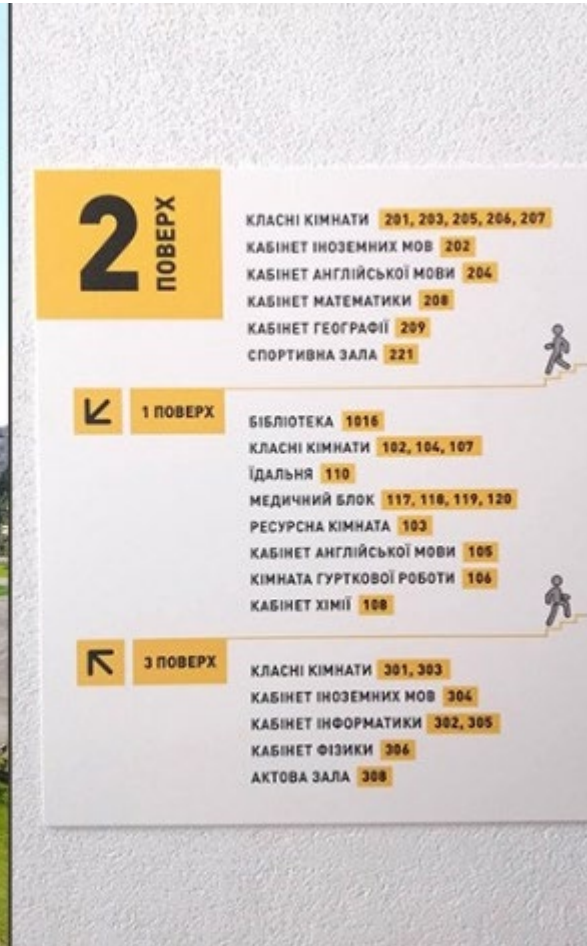 2 ПОВЕРХ
КЛАСНІ КІМНАТИ 201, 203, 205, 206, 207
КАБІНЕТ ІНОЗЕМНИХ МОВ 202
КАБІНЕТ АНГЛІЙСЬКОЇ МОВИ 204
КАБІНЕТ МАТЕМАТИКИ 208
КАБІНЕТ ГЕОГРАФІЇ 209
СПОРТИВНА ЗАЛА 221
1 ПОВЕРХ
БІБЛІОТЕКА 1016
КЛАСНІ КІМНАТИ 102, 104, 107
ЇДАЛЬНЯ 110
МЕДИЧНИЙ БЛОК 117, 118, 119, 120
РЕСУРСНА КІМНАТА 103
КАБІНЕТ АНГЛІЙСЬКОЇ МОВИ 105
КІМНАТА ГУРТКОВОЇ РОБОТИ 106
КАБІНЕТ ХІМІЇ 108
3 ПОВЕРХ
КЛАСНІ КІМНАТИ 301, 303
КАБІНЕТ ІНОЗЕМНИХ МОВ 304
КАБІНЕТ ІНФОРМАТИКИ 302, 305
КАБІНЕТ ФІЗИКИ 306
АКТОВА ЗАЛА 308